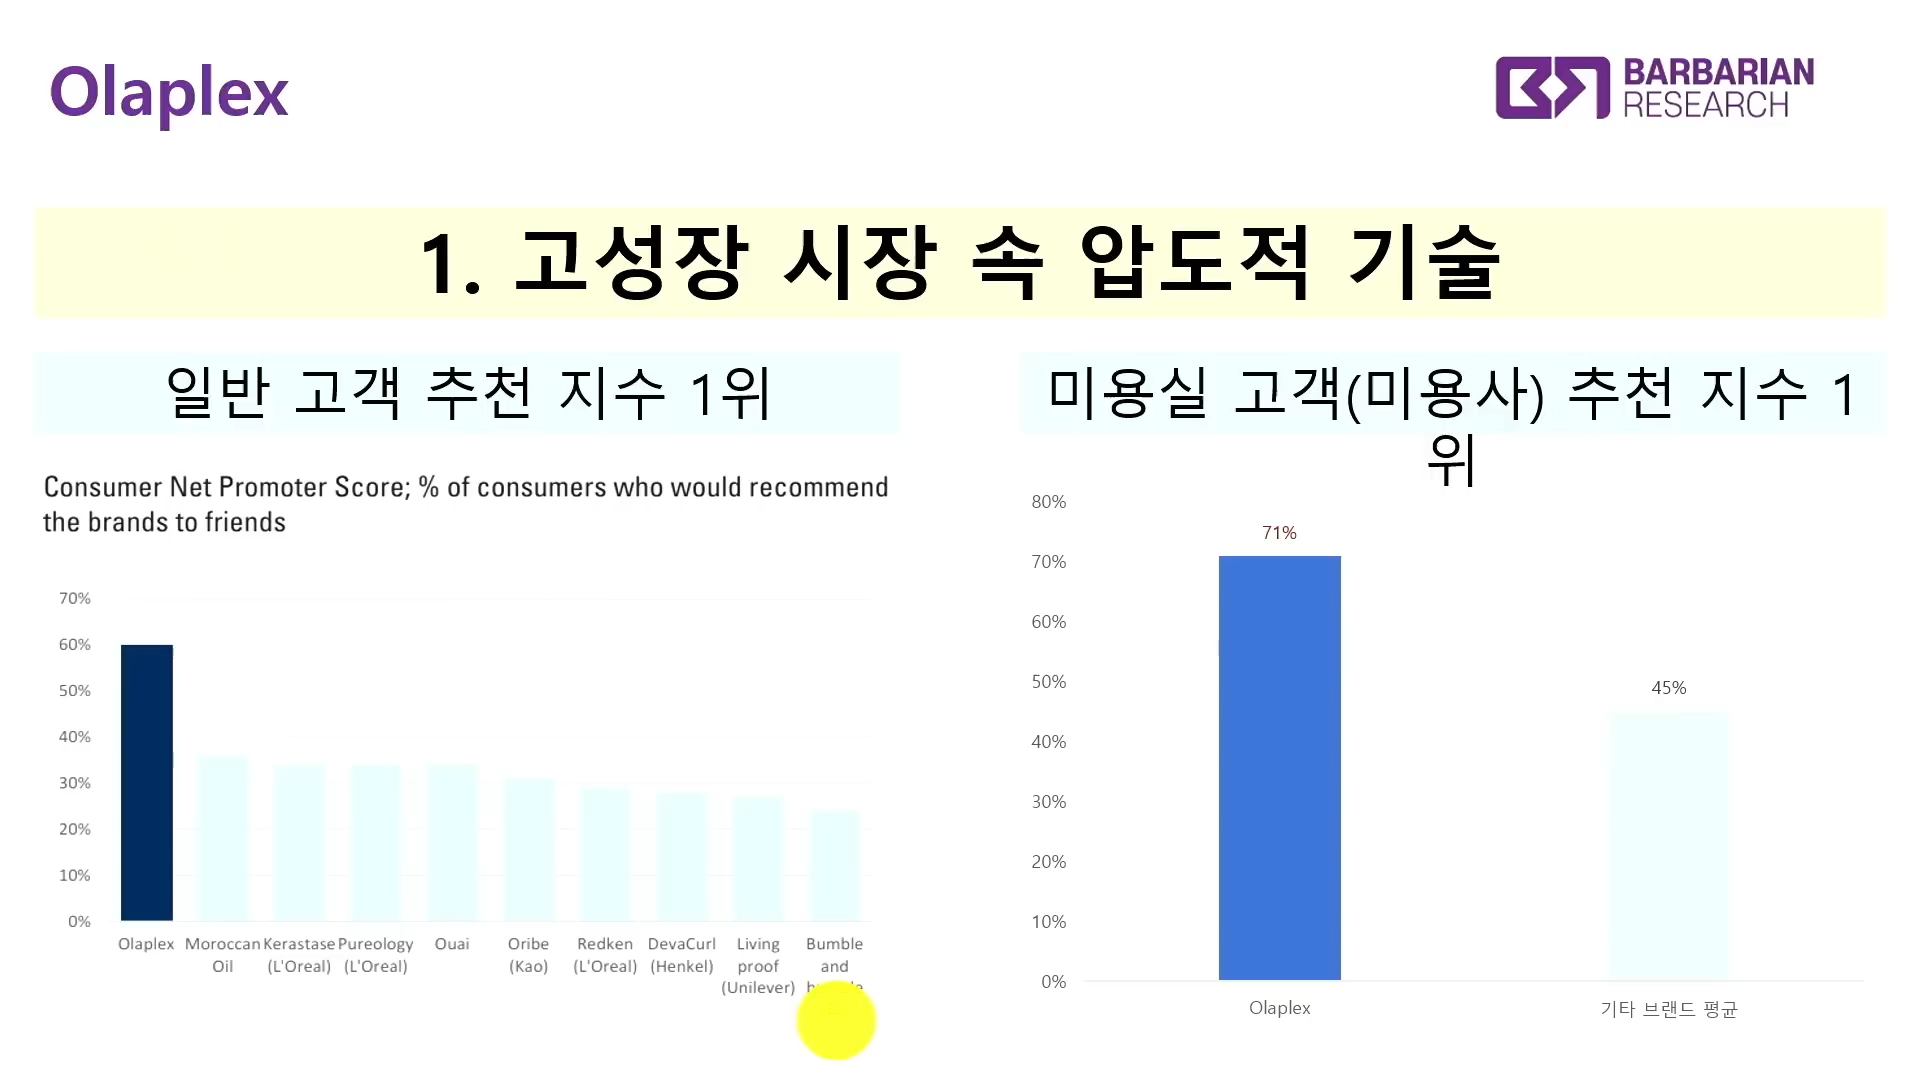 Olaplex
BARBARIAN
RESEARCH
1. 고성장 시장 속 압도적 기술
일반 고객 추천 지수 1위
Consumer Net Promoter Score; % of consumers who would recommend
the brands to friends
70%
60%
50%
40%
30%
20%
10%
0%
Olaplex
Moroccan
Oil
Kerastase
(L'Oreal)
Pureology
(L'Oreal)
Ouai
Oribe
(Kao)
Redken
(L'Oreal)
DevaCurl
(Henkel)
Living
proof
(Unilever)
Bumble
and
미용실 고객(미용사) 추천 지수 1
위
80%
70%
60%
50%
40%
30%
20%
10%
0%
71%
45%
Olaplex
기타 브랜드 평균